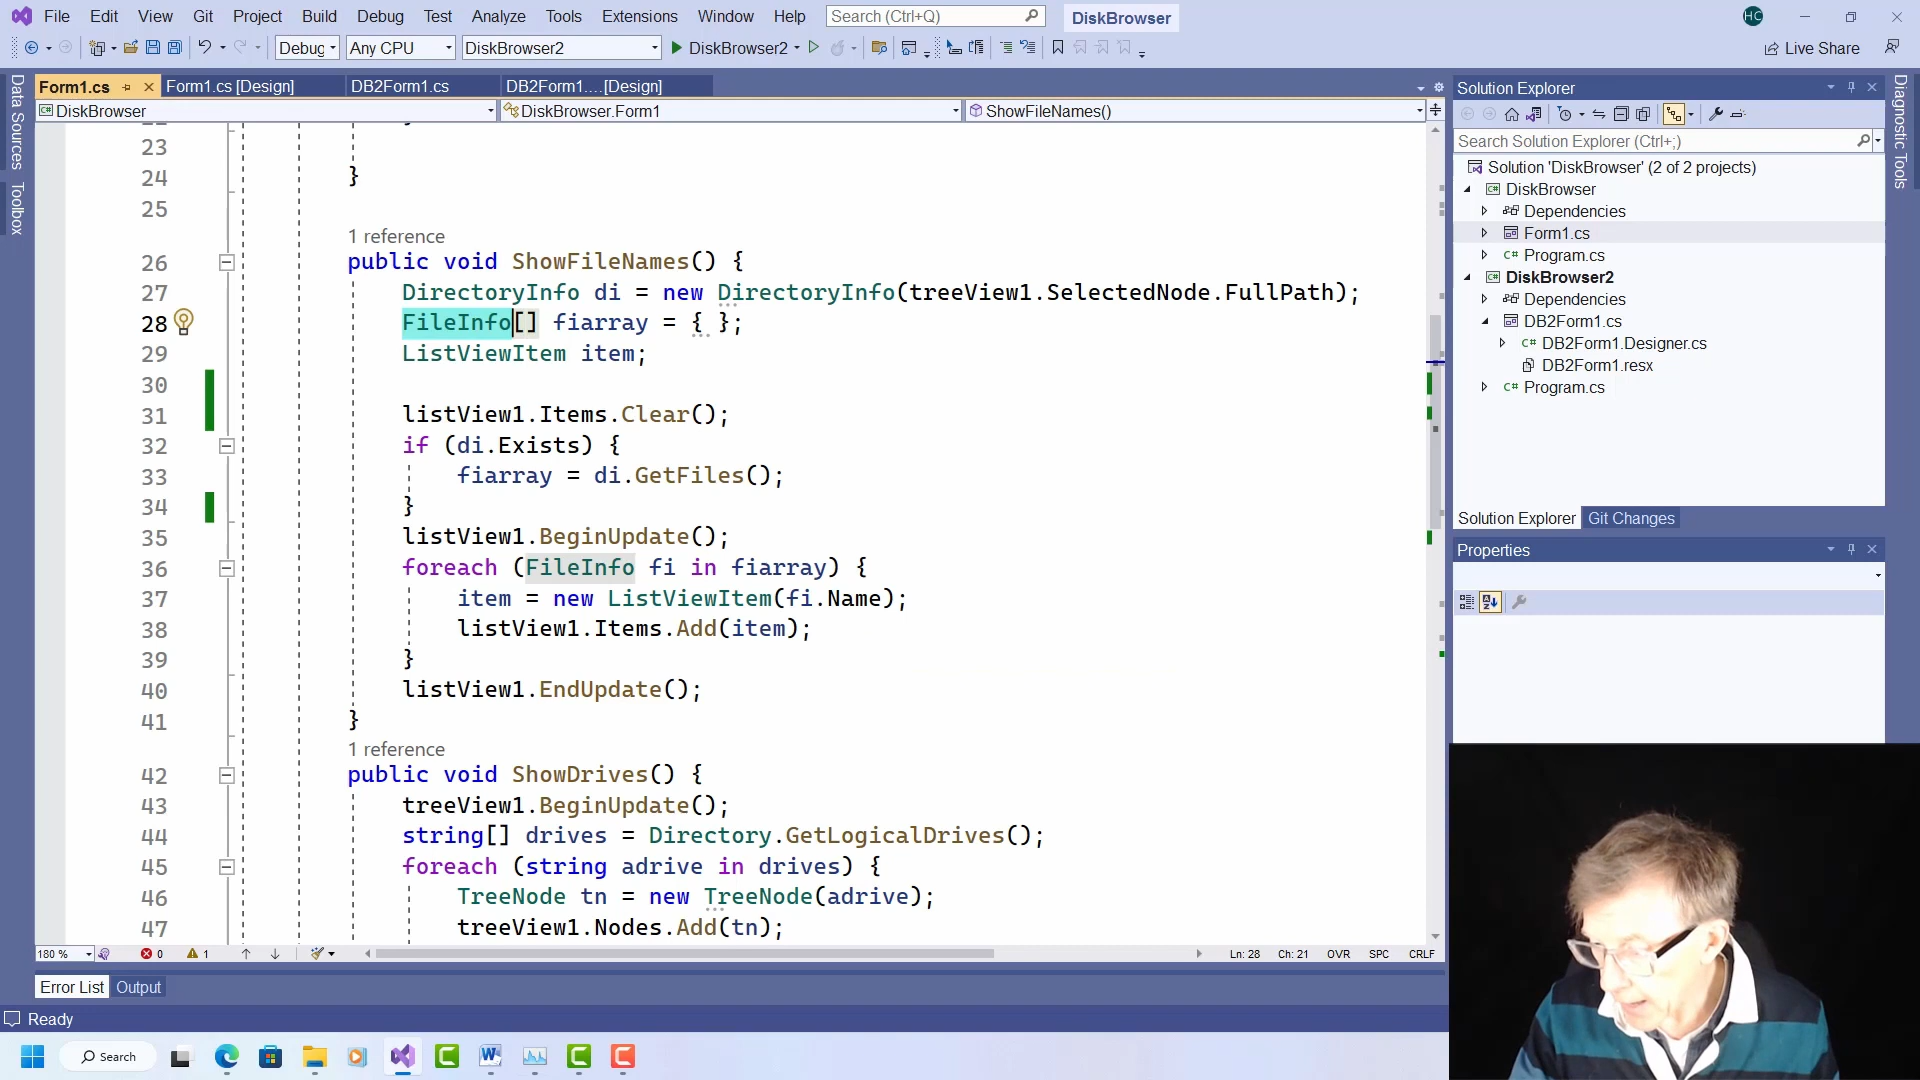 File Edit View Git Project Build Debug Test Analyze Tools Extensions Window Help Search (Ctrl+Q) DiskBrowser HC
Debug Any CPU DiskBrowser2 DiskBrowser2 Live Share
Form1.cs Form1.cs [Design] DB2Form1.cs DB2Form1....[Design]
DiskBrowser DiskBrowser.Form1 ShowFileNames()
Data Sources
Toolbox
23
24 }
25
1 reference
26 public void ShowFileNames() {
27 DirectoryInfo di = new DirectoryInfo(treeView1.SelectedNode.FullPath);
28 FileInfo[] fiarray = { };
29 ListViewItem item;
30
31 listView1.Items.Clear();
32 if (di.Exists) {
33 fiarray = di.GetFiles();
34 }
35 listView1.BeginUpdate();
36 foreach (FileInfo fi in fiarray) {
37 item = new ListViewItem(fi.Name);
38 listView1.Items.Add(item);
39 }
40 listView1.EndUpdate();
41 }
1 reference
42 public void ShowDrives() {
43 treeView1.BeginUpdate();
44 string[] drives = Directory.GetLogicalDrives();
45 foreach (string adrive in drives) {
46 TreeNode tn = new TreeNode(adrive);
47 treeView1.Nodes.Add(tn);
180 % 0 1 Ln: 28 Ch: 21 OVR SPC CRLF
Error List Output
Ready
Search
Solution Explorer
Search Solution Explorer (Ctrl+;)
Solution 'DiskBrowser' (2 of 2 projects)
DiskBrowser
Dependencies
Form1.cs
C# Program.cs
DiskBrowser2
Dependencies
DB2Form1.cs
C# DB2Form1.Designer.cs
DB2Form1.resx
C# Program.cs
Solution Explorer Git Changes
Properties
Diagnostic Tools